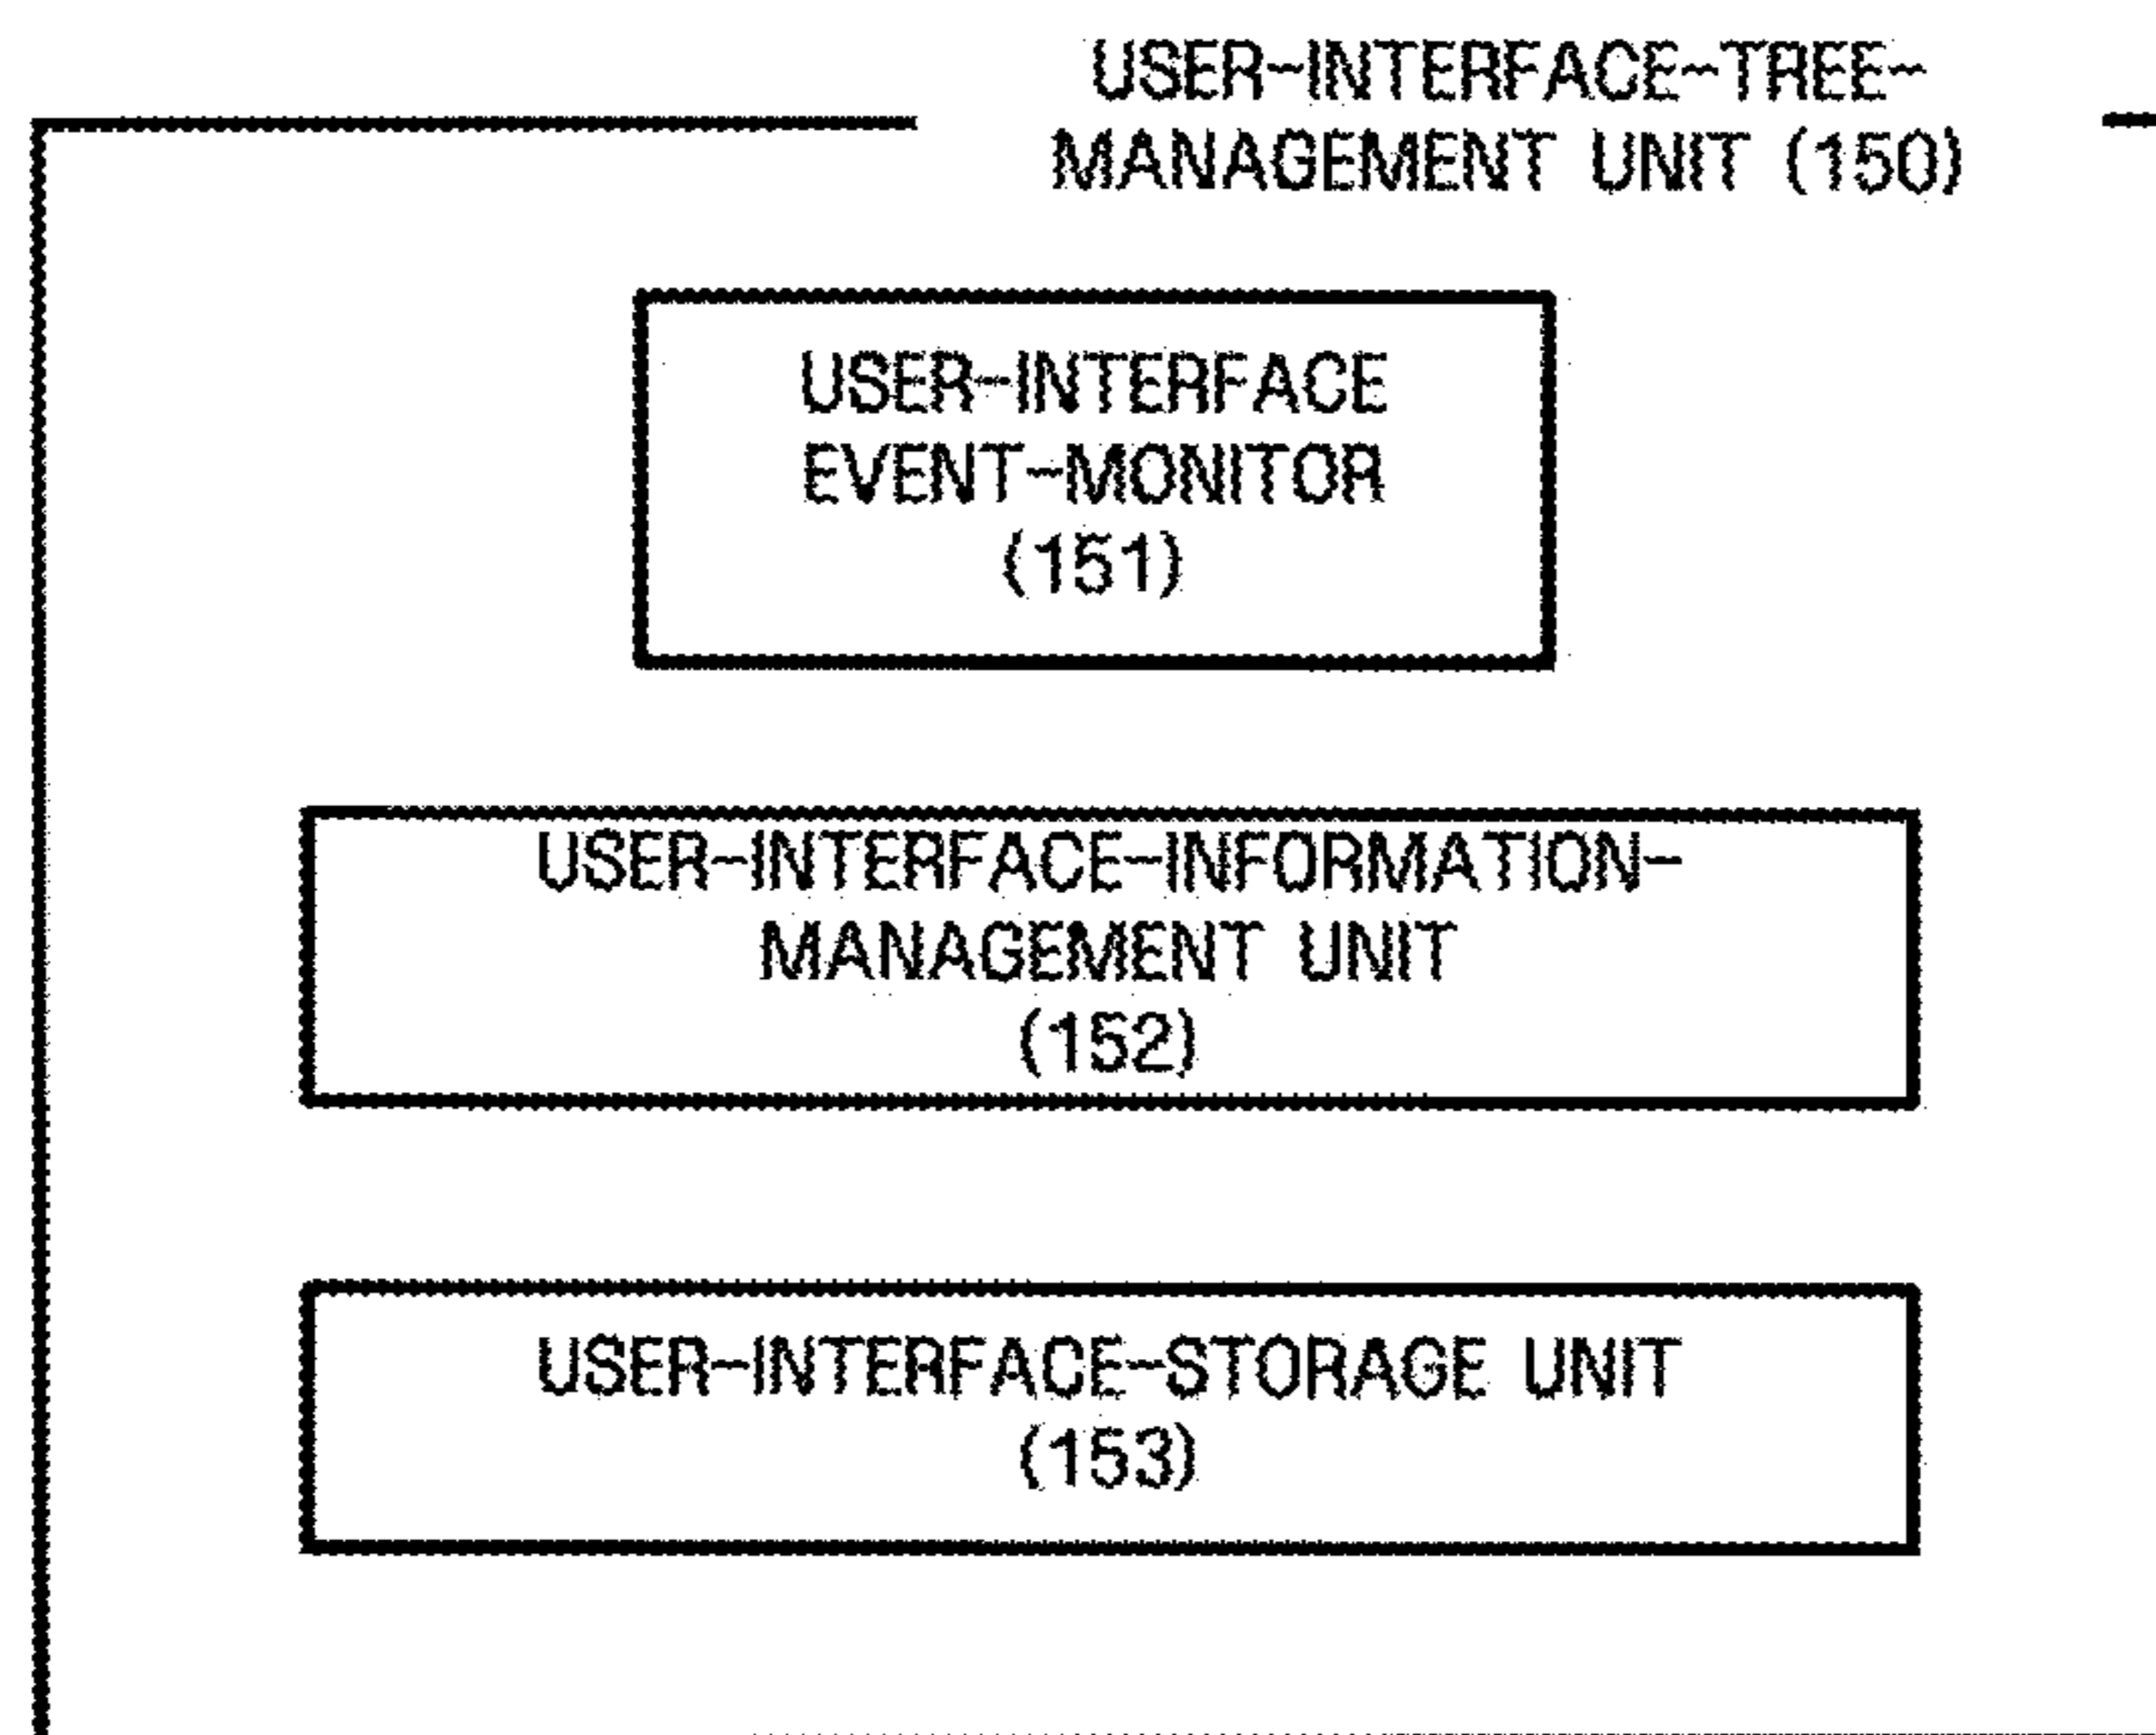 USER-INTERFACE-TREE-
MANAGEMENT UNIT (150)
USER-INTERFACE
EVENT-MONITOR
(151)
USER-INTERFACE-INFORMATION-
MANAGEMENT UNIT
(152)
USER-INTERFACE-STORAGE UNIT
(153)